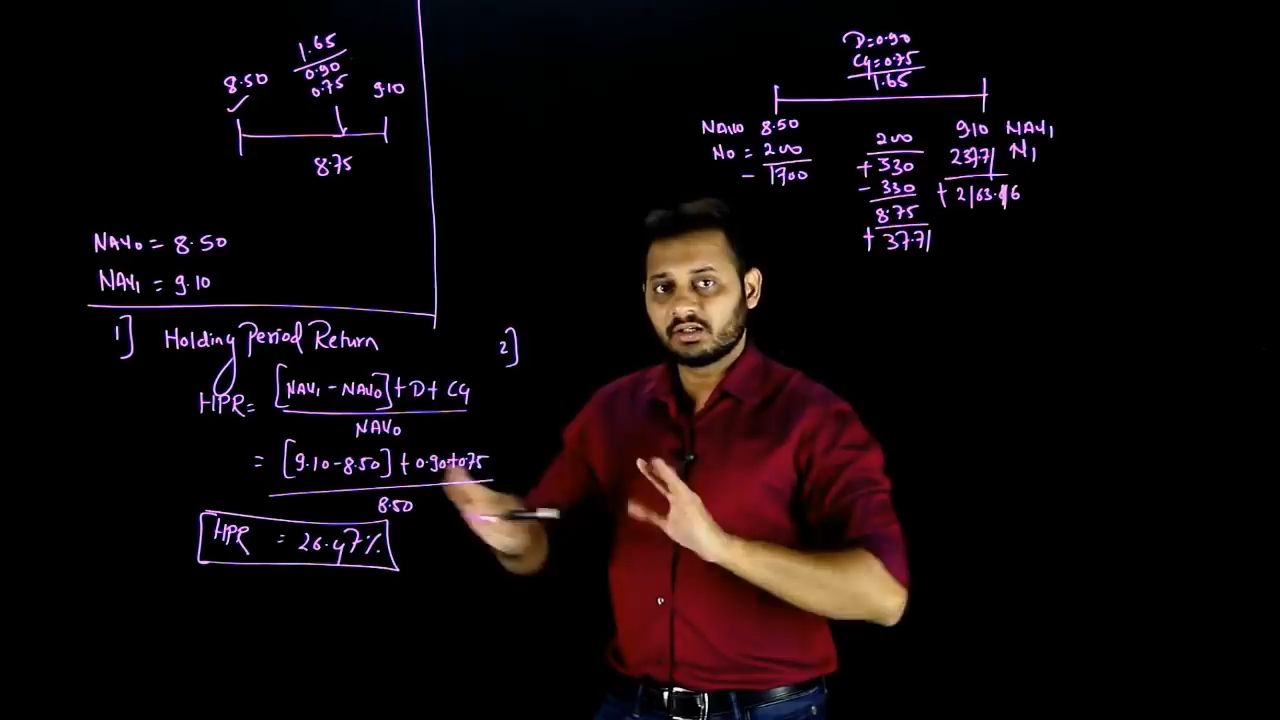 1.65
0.90
0.75
8.50
9.10
8.75
NAV0 = 8.50
NAV1 = 9.10
1] Holding Period Return
HPR = [NAV1 - NAV0] + D + CG
NAV0
= [9.10-8.50] + 0.90+0.75
8.50
HPR = 26.47%
2]
D=0.90
CG=0.75
1.65
NAV0 8.50
N0 = 200
- 1700
200
+ 330
- 330
8.75
+ 37.71
9.10 NAV1
237.71 N1
+ 2163.16